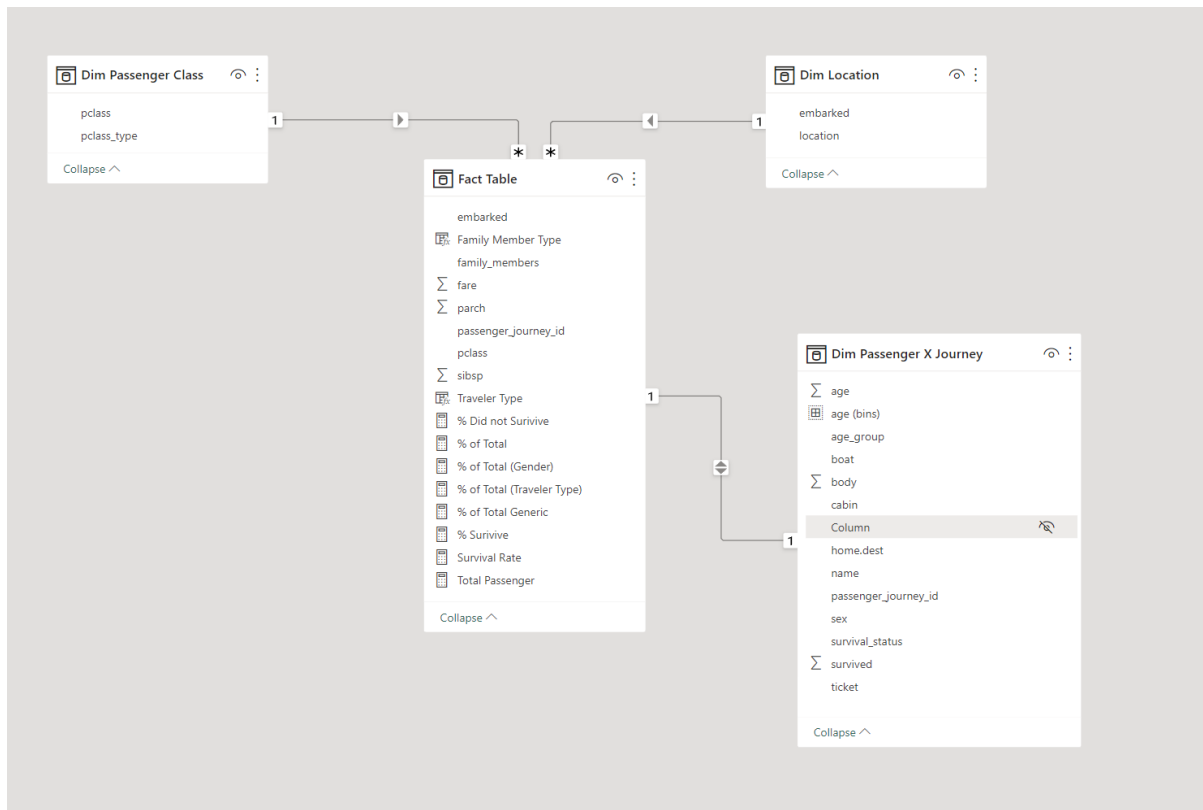 Dim Passenger Class
pclass
pclass_type
Collapse
1
*
Dim Location
embarked
location
Collapse
1
*
Fact Table
embarked
Family Member Type
family_members
fare
parch
passenger_journey_id
pclass
sibsp
Traveler Type
% Did not Surivive
% of Total
% of Total (Gender)
% of Total (Traveler Type)
% of Total Generic
% Surivive
Survival Rate
Total Passenger
Collapse
1
1
Dim Passenger X Journey
age
age (bins)
age_group
boat
body
cabin
Column
home.dest
name
passenger_journey_id
sex
survival_status
survived
ticket
Collapse